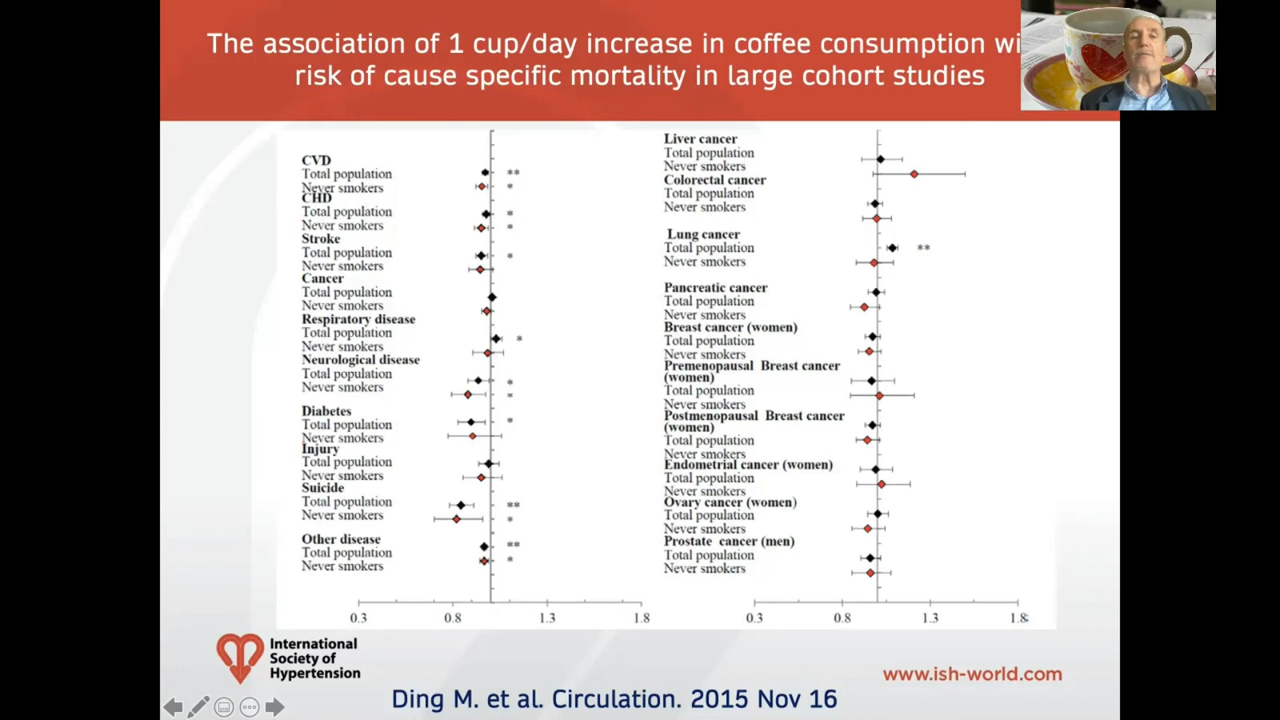 The association of 1 cup/day increase in coffee consumption wi
risk of cause specific mortality in large cohort studies
CVD
Total population **
Never smokers *
CHD
Total population *
Never smokers *
Stroke
Total population *
Never smokers
Cancer
Total population
Never smokers
Respiratory disease
Total population *
Never smokers
Neurological disease
Total population *
Never smokers *
Diabetes
Total population *
Never smokers
Injury
Total population
Never smokers
Suicide
Total population **
Never smokers *
Other disease
Total population **
Never smokers *
0.3 0.8 1.3 1.8
Liver cancer
Total population
Never smokers
Colorectal cancer
Total population
Never smokers
Lung cancer
Total population **
Never smokers
Pancreatic cancer
Total population
Never smokers
Breast cancer (women)
Total population
Never smokers
Premenopausal Breast cancer
(women)
Total population
Never smokers
Postmenopausal Breast cancer
(women)
Total population
Never smokers
Endometrial cancer (women)
Total population
Never smokers
Ovary cancer (women)
Total population
Never smokers
Prostate cancer (men)
Total population
Never smokers
0.3 0.8 1.3 1.8
International
Society of
Hypertension
www.ish-world.com
Ding M. et al. Circulation. 2015 Nov 16